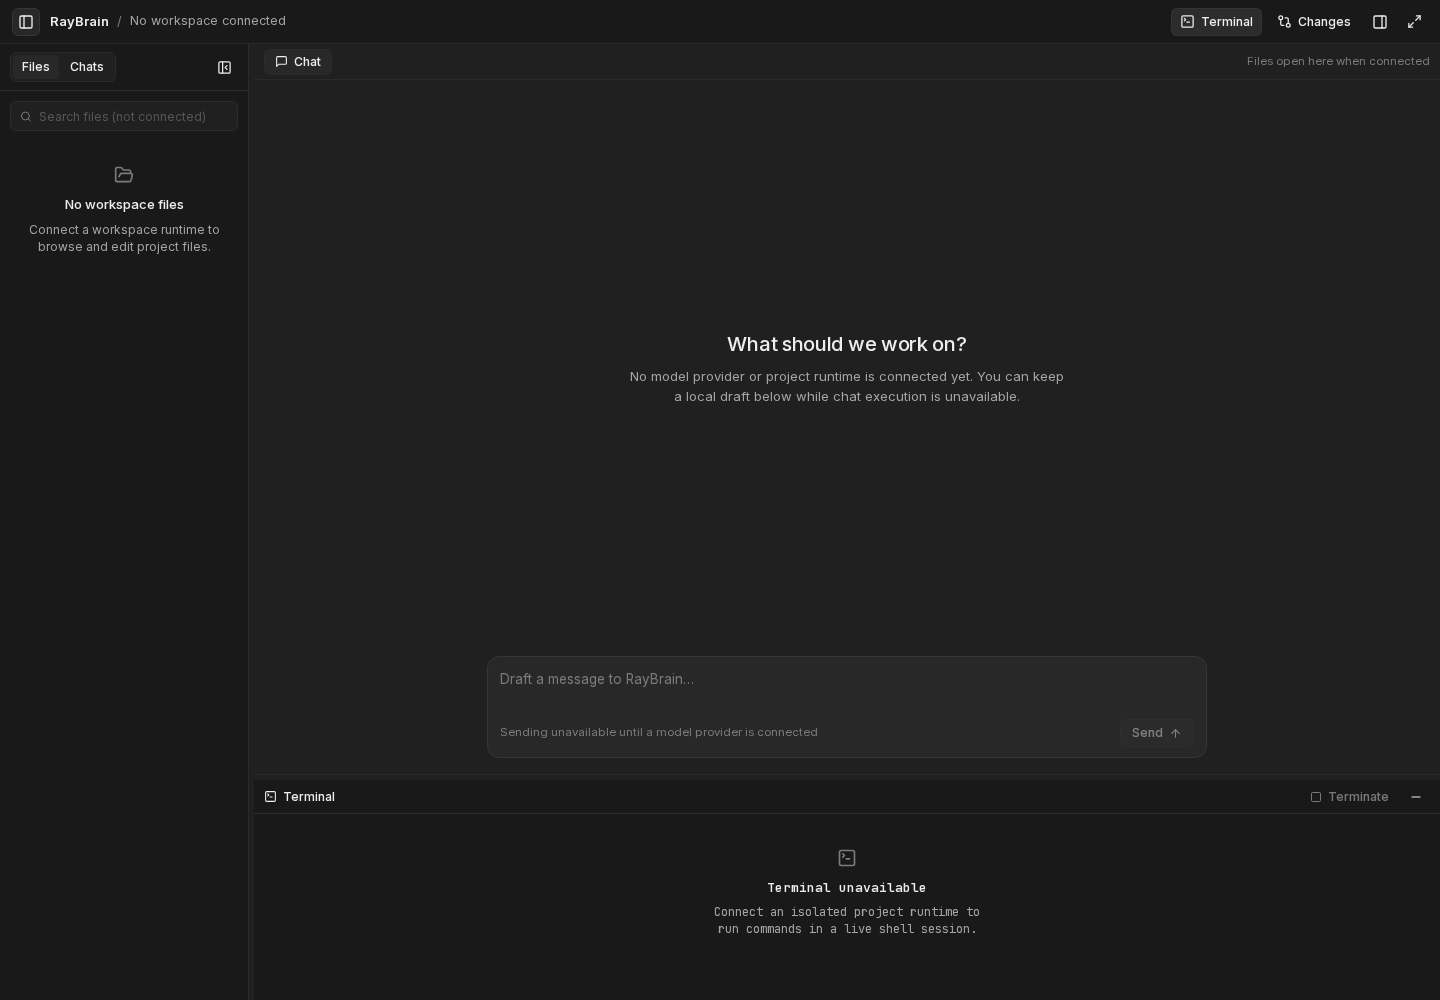 RayBrain / No workspace connected
Terminal
Changes
Files
Chats
Chat
Files open here when connected
Search files (not connected)
No workspace files
Connect a workspace runtime to
browse and edit project files.
What should we work on?
No model provider or project runtime is connected yet. You can keep
a local draft below while chat execution is unavailable.
Draft a message to RayBrain…
Sending unavailable until a model provider is connected
Send
Terminal
Terminate
Terminal unavailable
Connect an isolated project runtime to
run commands in a live shell session.